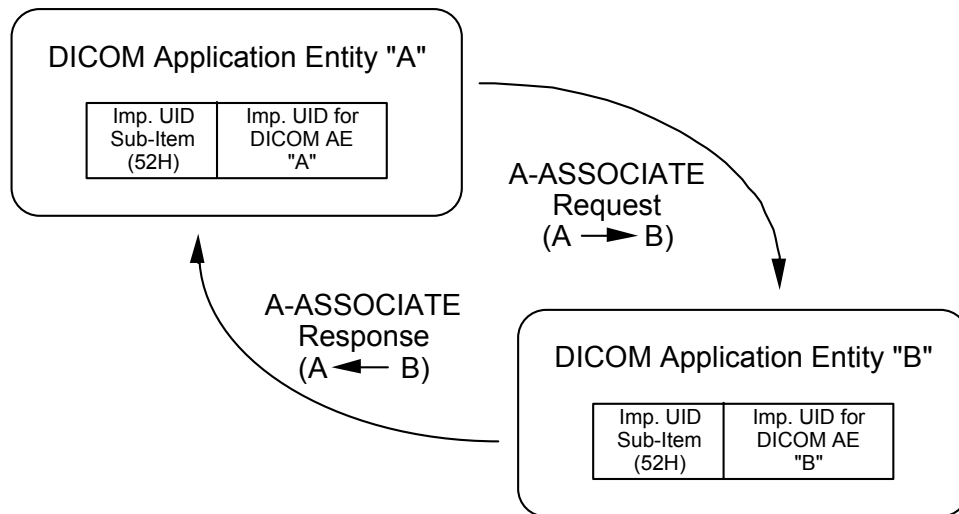 DICOM Application Entity "A"
Imp. UID
Sub-Item
(52H)
Imp. UID for
DICOM AE
"A"
A-ASSOCIATE
Request
(A B)
A-ASSOCIATE
Response
(A B)
DICOM Application Entity "B"
Imp. UID
Sub-Item
(52H)
Imp. UID for
DICOM AE
"B"